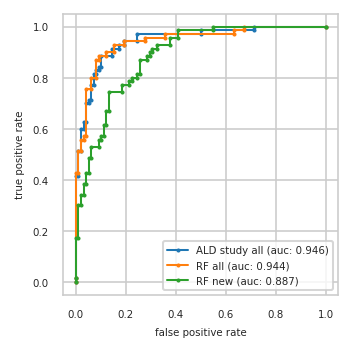 1.0
0.8
0.6
0.4
0.2
0.0
true positive rate
ALD study all (auc: 0.946)
RF all (auc: 0.944)
RF new (auc: 0.887)
0.0 0.2 0.4 0.6 0.8 1.0
false positive rate